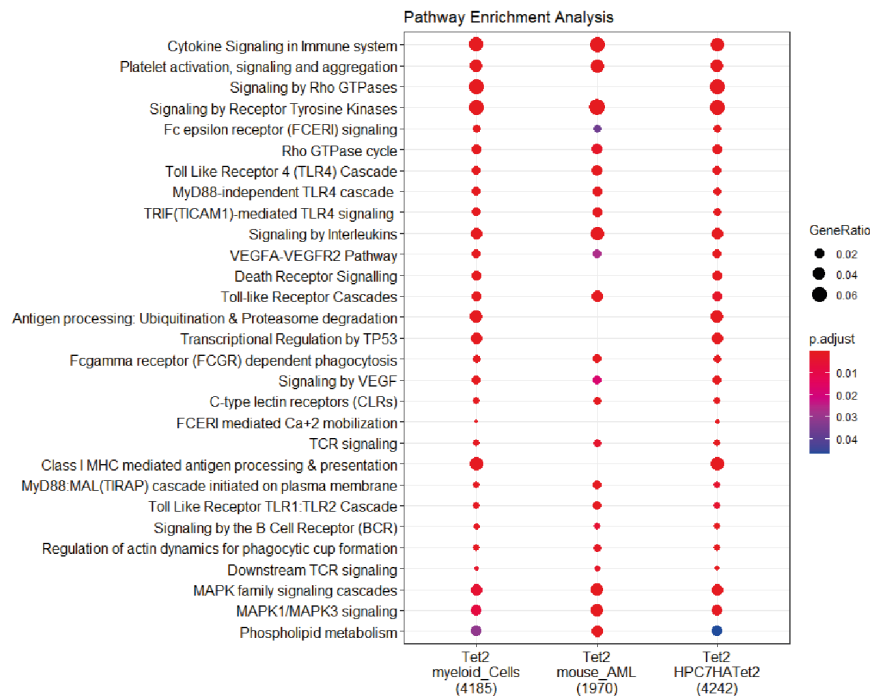 Pathway Enrichment Analysis
Cytokine Signaling in Immune system
Platelet activation, signaling and aggregation
Signaling by Rho GTPases
Signaling by Receptor Tyrosine Kinases
Fc epsilon receptor (FCERI) signaling
Rho GTPase cycle
Toll Like Receptor 4 (TLR4) Cascade
MyD88-independent TLR4 cascade
TRIF(TICAM1)-mediated TLR4 signaling
Signaling by Interleukins
VEGFA-VEGFR2 Pathway
Death Receptor Signalling
Toll-like Receptor Cascades
Antigen processing: Ubiquitination & Proteasome degradation
Transcriptional Regulation by TP53
Fcgamma receptor (FCGR) dependent phagocytosis
Signaling by VEGF
C-type lectin receptors (CLRs)
FCERI mediated Ca+2 mobilization
TCR signaling
Class I MHC mediated antigen processing & presentation
MyD88:MAL(TIRAP) cascade initiated on plasma membrane
Toll Like Receptor TLR1:TLR2 Cascade
Signaling by the B Cell Receptor (BCR)
Regulation of actin dynamics for phagocytic cup formation
Downstream TCR signaling
MAPK family signaling cascades
MAPK1/MAPK3 signaling
Phospholipid metabolism
Tet2
myeloid_Cells
(4185)
Tet2
mouse_AML
(1970)
Tet2
HPC7HATet2
(4242)
GeneRatio
0.02
0.04
0.06
p.adjust
0.01
0.02
0.03
0.04